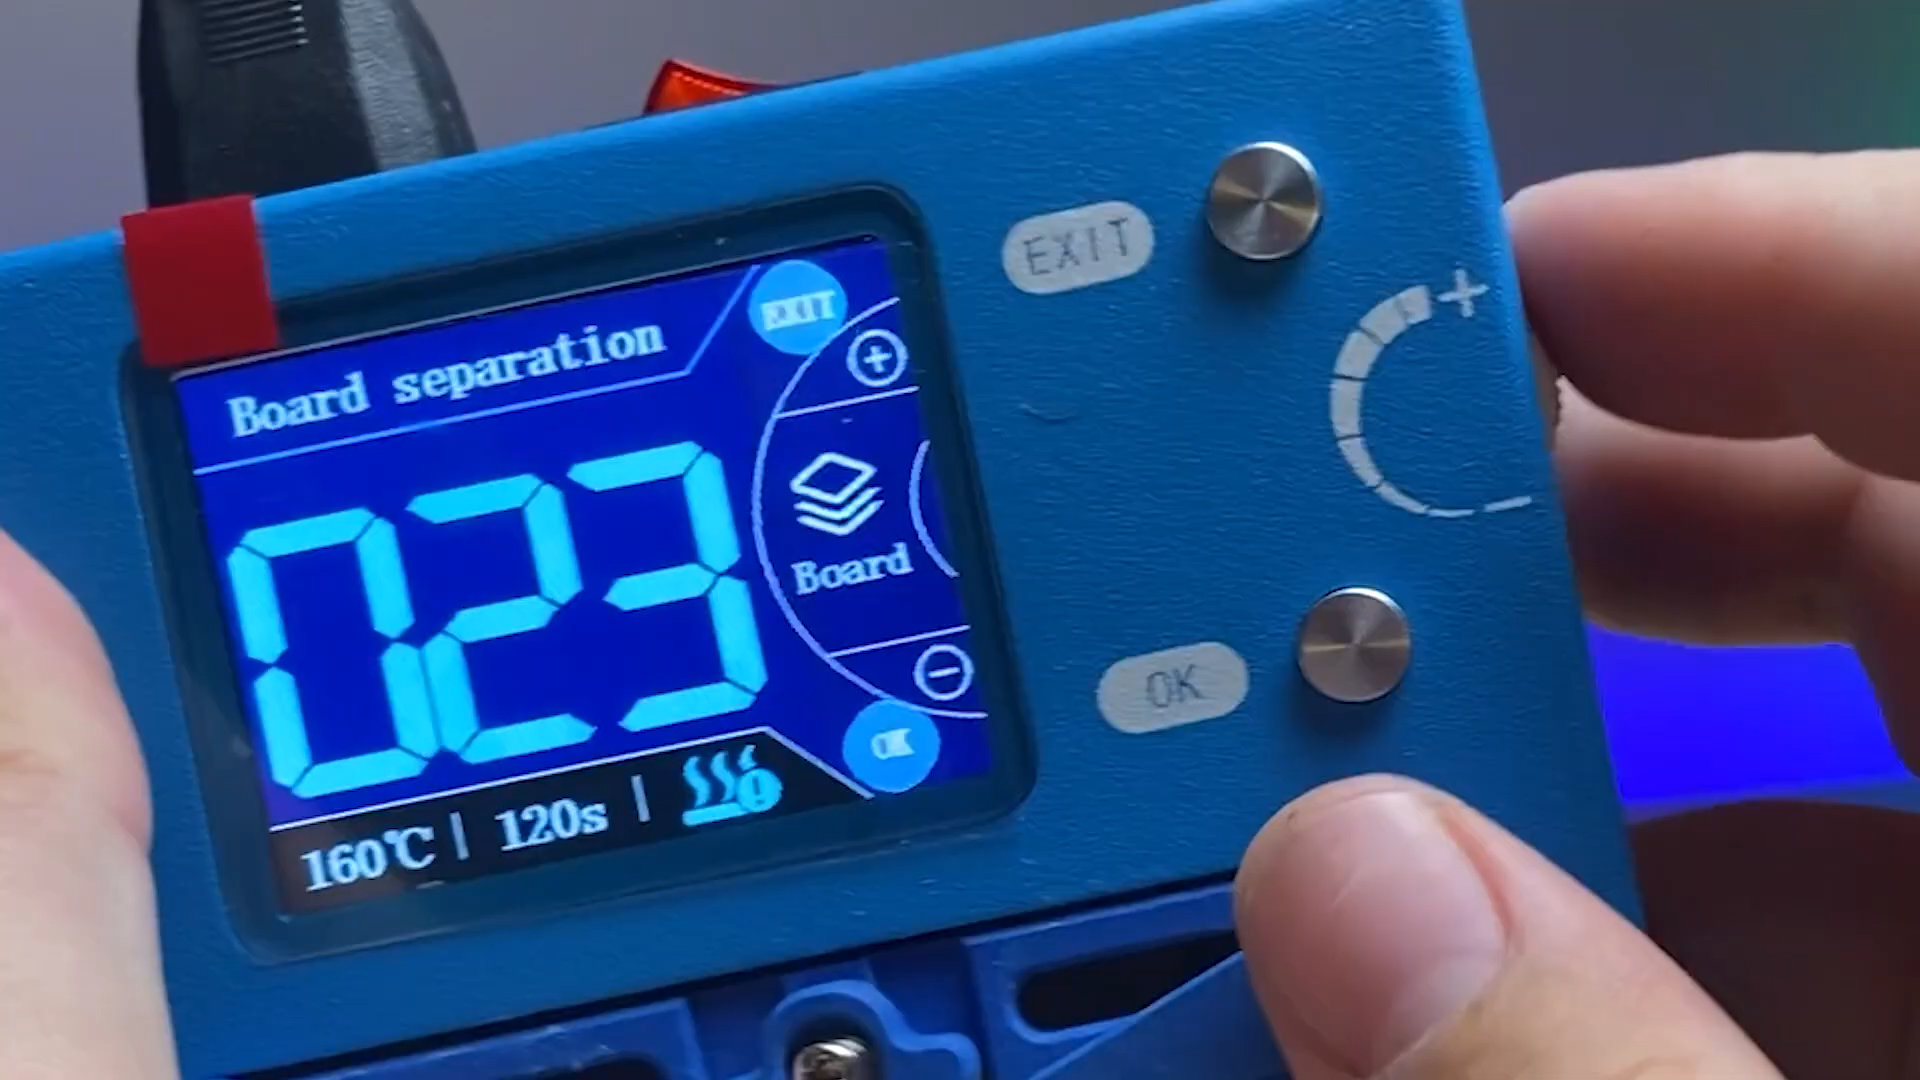 Board separation
EXIT
+
023
Board
−
OK
160℃ | 120s |
EXIT
+
−
OK